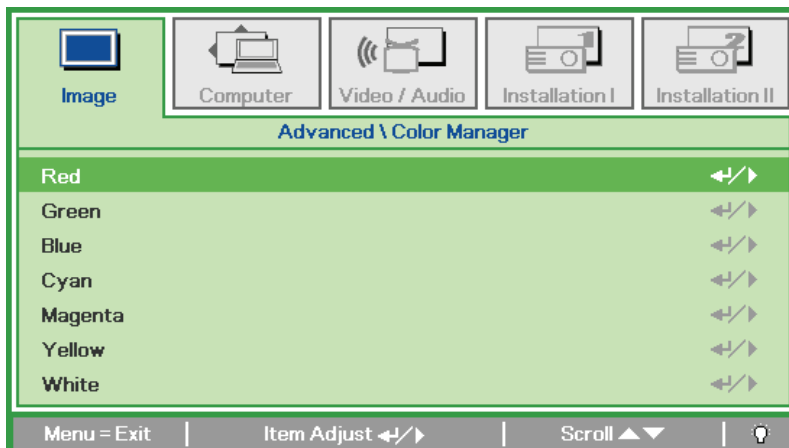 Image Computer Video / Audio Installation I Installation II
Advanced \ Color Manager
Red
Green
Blue
Cyan
Magenta
Yellow
White
Menu = Exit Item Adjust Scroll